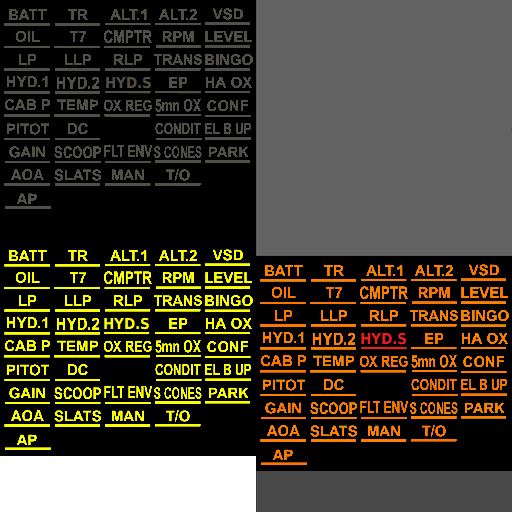 BATT TR ALT.1 ALT.2 VSD
OIL T7 CMPTR RPM LEVEL
LP LLP RLP TRANS BINGO
HYD.1 HYD.2 HYD.S EP HA OX
CAB P TEMP OX REG 5mn OX CONF
PITOT DC CONDIT EL B UP
GAIN SCOOP FLT ENV S CONES PARK
AOA SLATS MAN T/O
AP
BATT TR ALT.1 ALT.2 VSD
OIL T7 CMPTR RPM LEVEL
LP LLP RLP TRANS BINGO
HYD.1 HYD.2 HYD.S EP HA OX
CAB P TEMP OX REG 5mn OX CONF
PITOT DC CONDIT EL B UP
GAIN SCOOP FLT ENV S CONES PARK
AOA SLATS MAN T/O
AP
BATT TR ALT.1 ALT.2 VSD
OIL T7 CMPTR RPM LEVEL
LP LLP RLP TRANS BINGO
HYD.1 HYD.2 HYD.S EP HA OX
CAB P TEMP OX REG 5mn OX CONF
PITOT DC CONDIT EL B UP
GAIN SCOOP FLT ENV S CONES PARK
AOA SLATS MAN T/O
AP